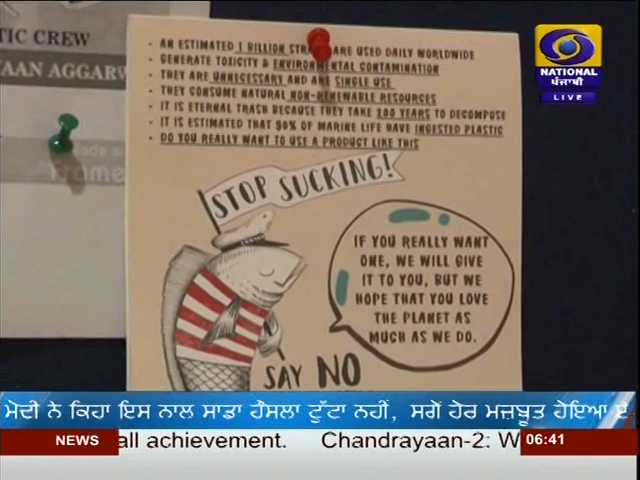 TIC CREW
AAN AGGARW
Made w
Frame
- AN ESTIMATED 1 BILLION STRA ARE USED DAILY WORLDWIDE
- GENERATE TOXICITY & ENVIRONMENTAL CONTAMINATION
- THEY ARE UNNECESSARY AND ARE SINGLE USE
- THEY CONSUME NATURAL NON-RENEWABLE RESOURCES
- IT IS ETERNAL TRASH BECAUSE THEY TAKE 200 YEARS TO DECOMPOSE
- IT IS ESTIMATED THAT 90% OF MARINE LIFE HAVE INGESTED PLASTIC
- DO YOU REALLY WANT TO USE A PRODUCT LIKE THIS
STOP SUCKING!
IF YOU REALLY WANT
ONE, WE WILL GIVE
IT TO YOU, BUT WE
HOPE THAT YOU LOVE
THE PLANET AS
MUCH AS WE DO.
SAY NO
NATIONAL
ਪੰਜਾਬੀ
LIVE
ਮੋਦੀ ਨੇ ਕਿਹਾ ਇਸ ਨਾਲ ਸਾਡਾ ਹੌਸਲਾ ਟੁੱਟਾ ਨਹੀਂ, ਸਗੋਂ ਹੋਰ ਮਜ਼ਬੂਤ ਹੋਇਆ ਏ
NEWS all achievement. Chandrayaan-2: W 06:41